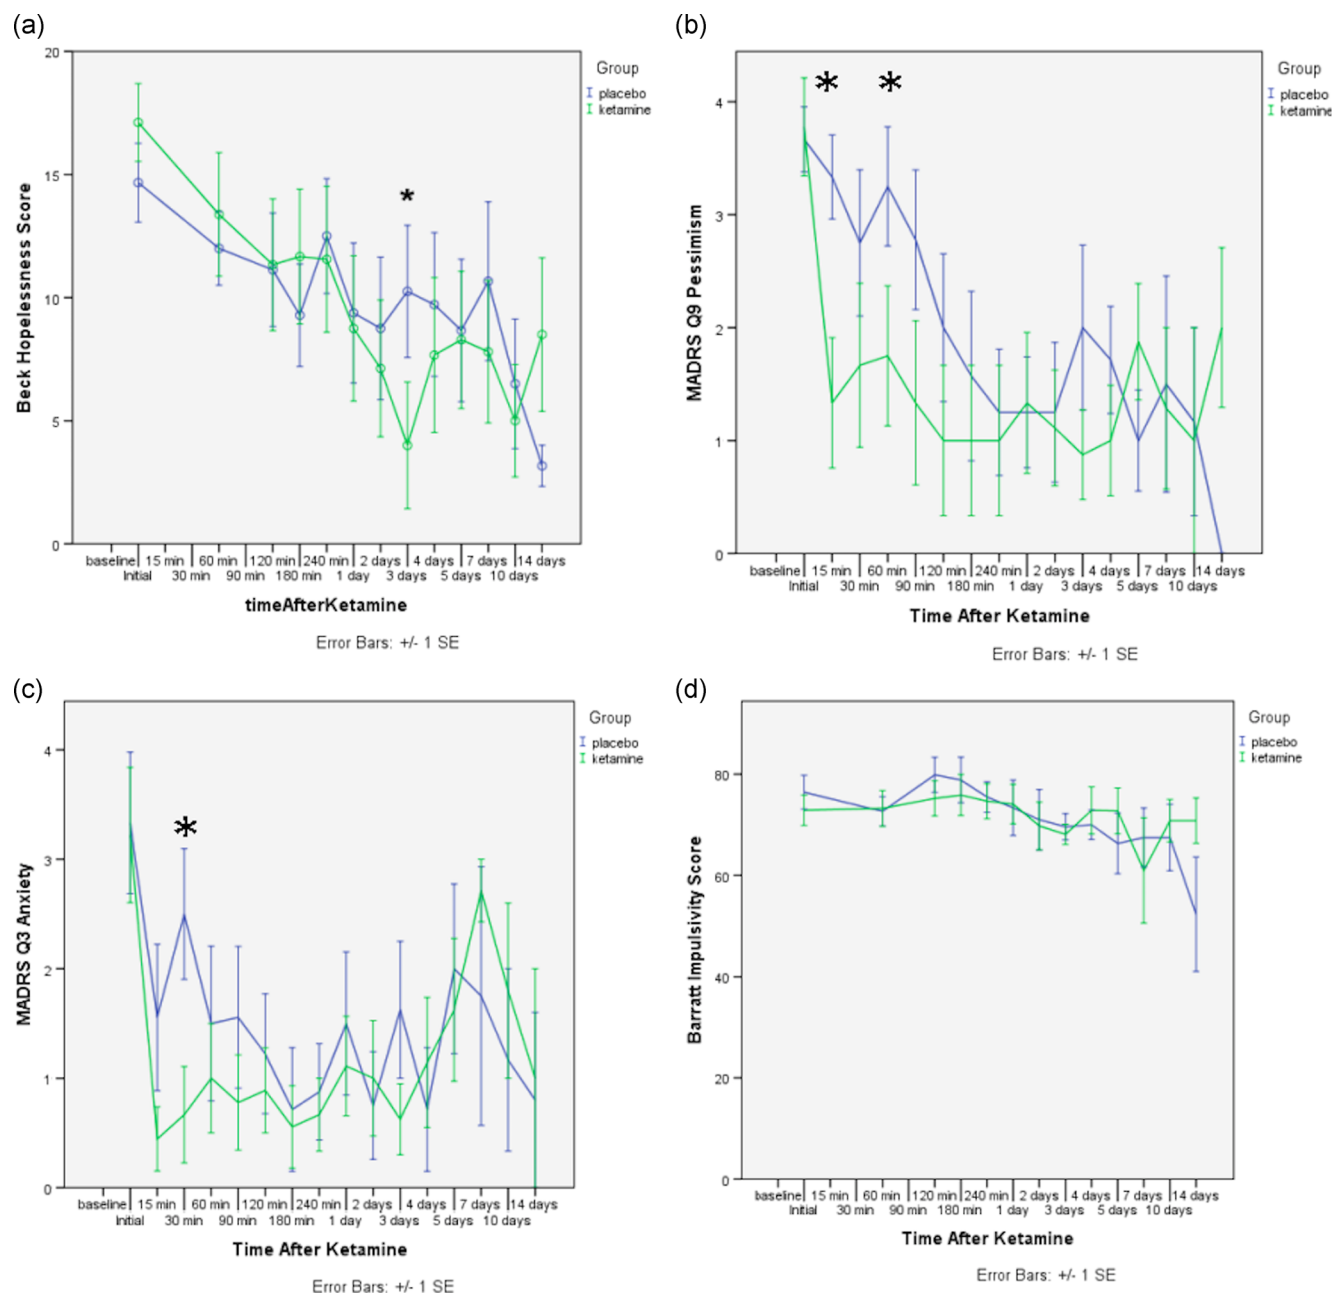 (a)
20
15
10
5
0
Beck Hopelessness Score
*
Group
placebo
ketamine
baseline 15 min 60 min 120 min 240 min 2 days 4 days 7 days 14 days
Initial 30 min 90 min 180 min 1 day 3 days 5 days 10 days
timeAfterKetamine
Error Bars: +/- 1 SE
(b)
4
3
2
1
0
MADRS Q9 Pessimism
* *
Group
placebo
ketamine
baseline 15 min 60 min 120 min 240 min 2 days 4 days 7 days 14 days
Initial 30 min 90 min 180 min 1 day 3 days 5 days 10 days
Time After Ketamine
Error Bars: +/- 1 SE
(c)
4
3
2
1
0
MADRS Q3 Anxiety
*
Group
placebo
ketamine
baseline 15 min 60 min 120 min 240 min 2 days 4 days 7 days 14 days
Initial 30 min 90 min 180 min 1 day 3 days 5 days 10 days
Time After Ketamine
Error Bars: +/- 1 SE
(d)
80
60
40
20
0
Barratt Impulsivity Score
Group
placebo
ketamine
baseline 15 min 60 min 120 min 240 min 2 days 4 days 7 days 14 days
Initial 30 min 90 min 180 min 1 day 3 days 5 days 10 days
Time After Ketamine
Error Bars: +/- 1 SE